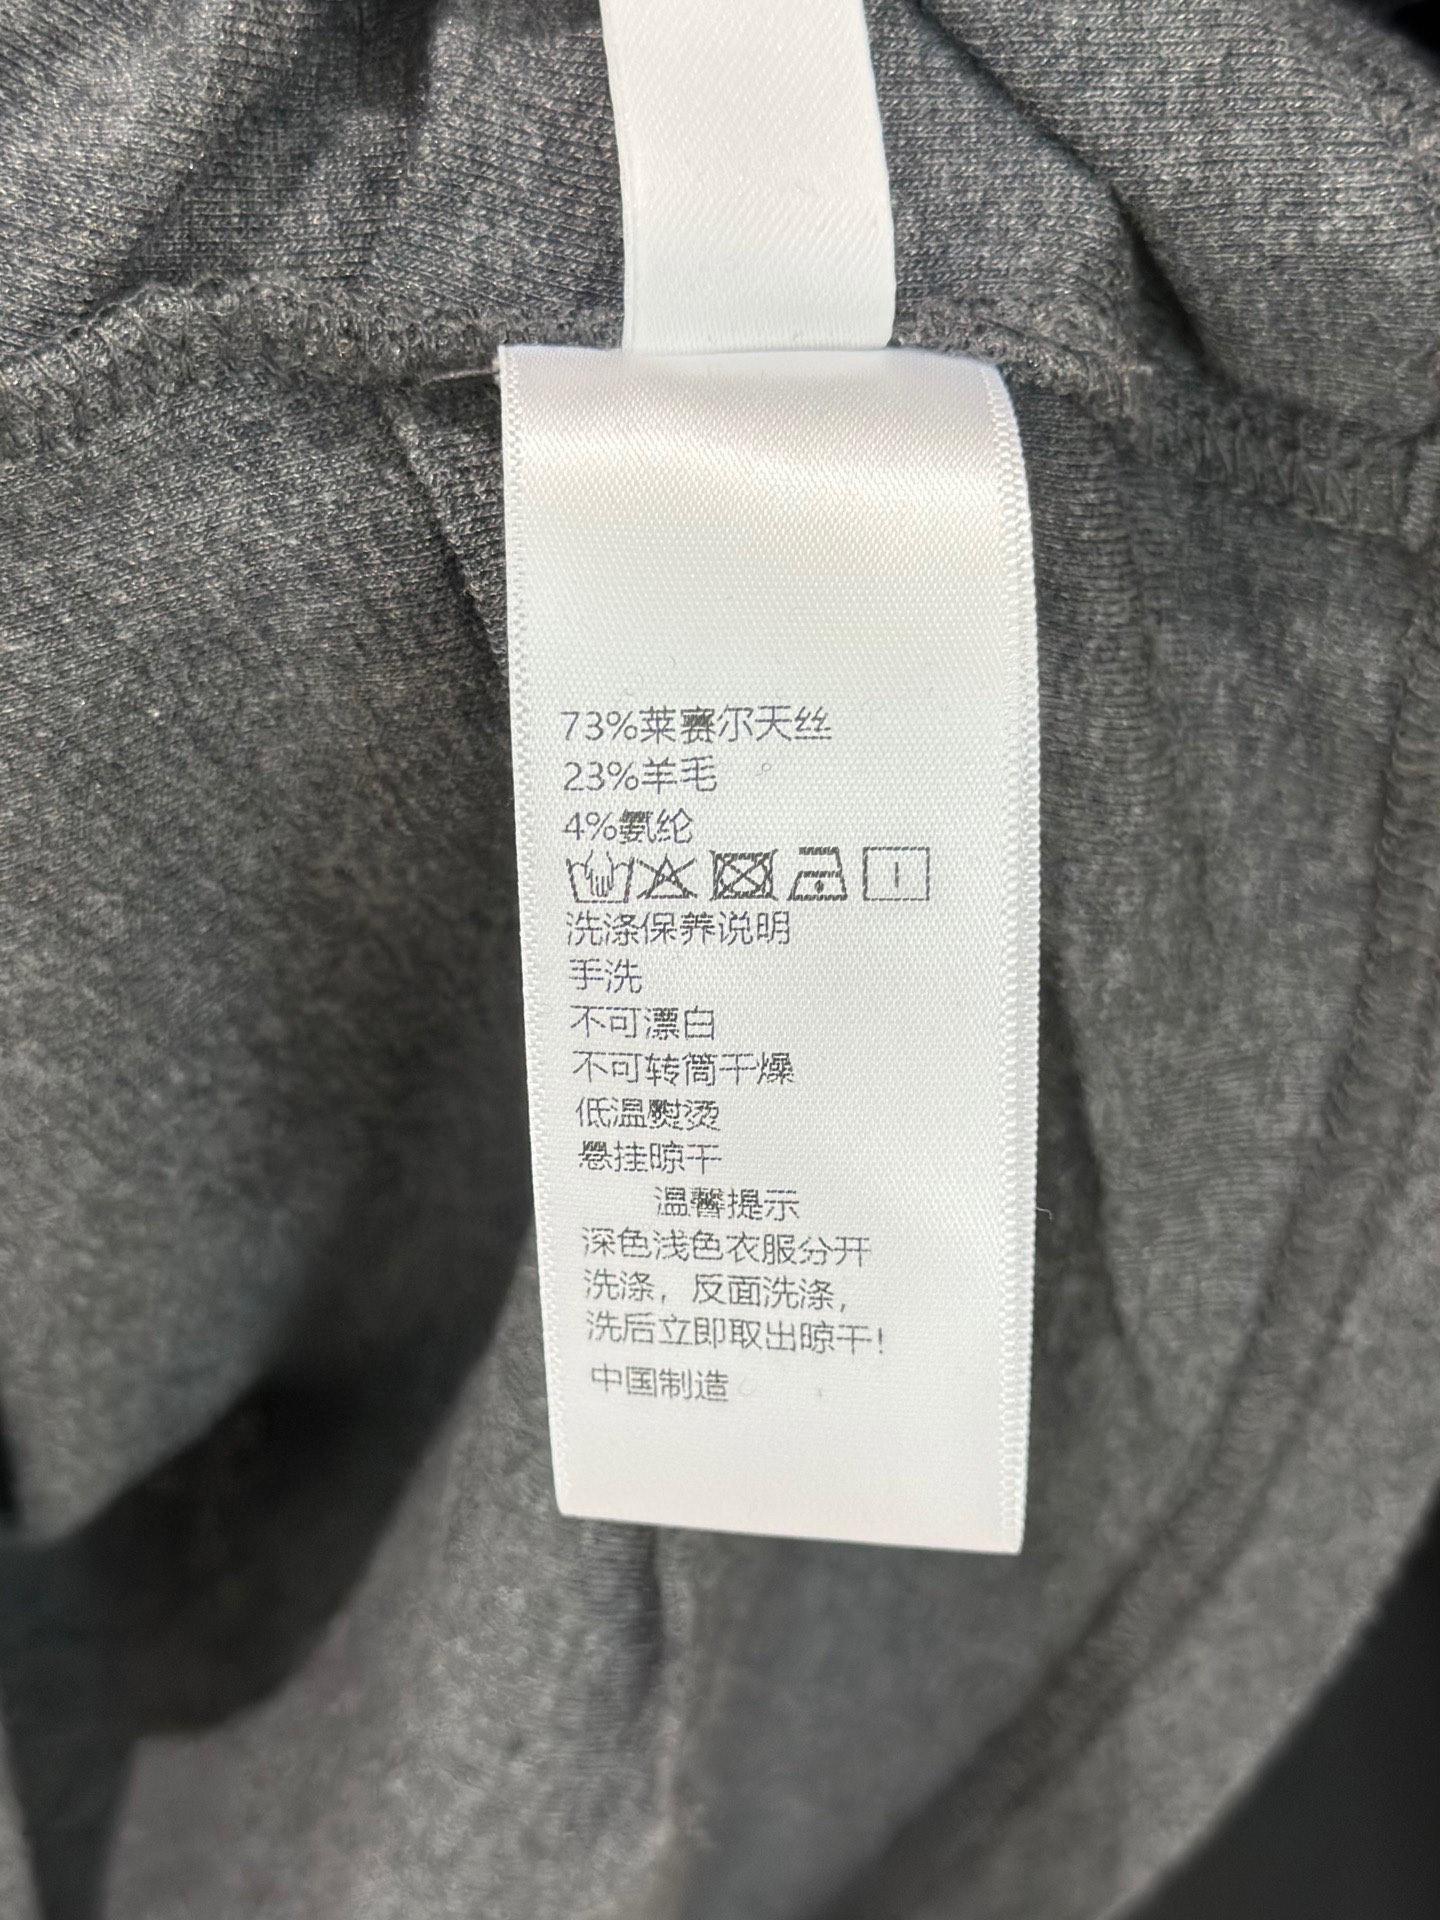 73%莱赛尔天丝
23%羊毛
4%氨纶
洗涤保养说明
手洗
不可漂白
不可转筒干燥
低温熨烫
悬挂晾干
温馨提示
深色浅色衣服分开
洗涤，反面洗涤，
洗后立即取出晾干！
中国制造